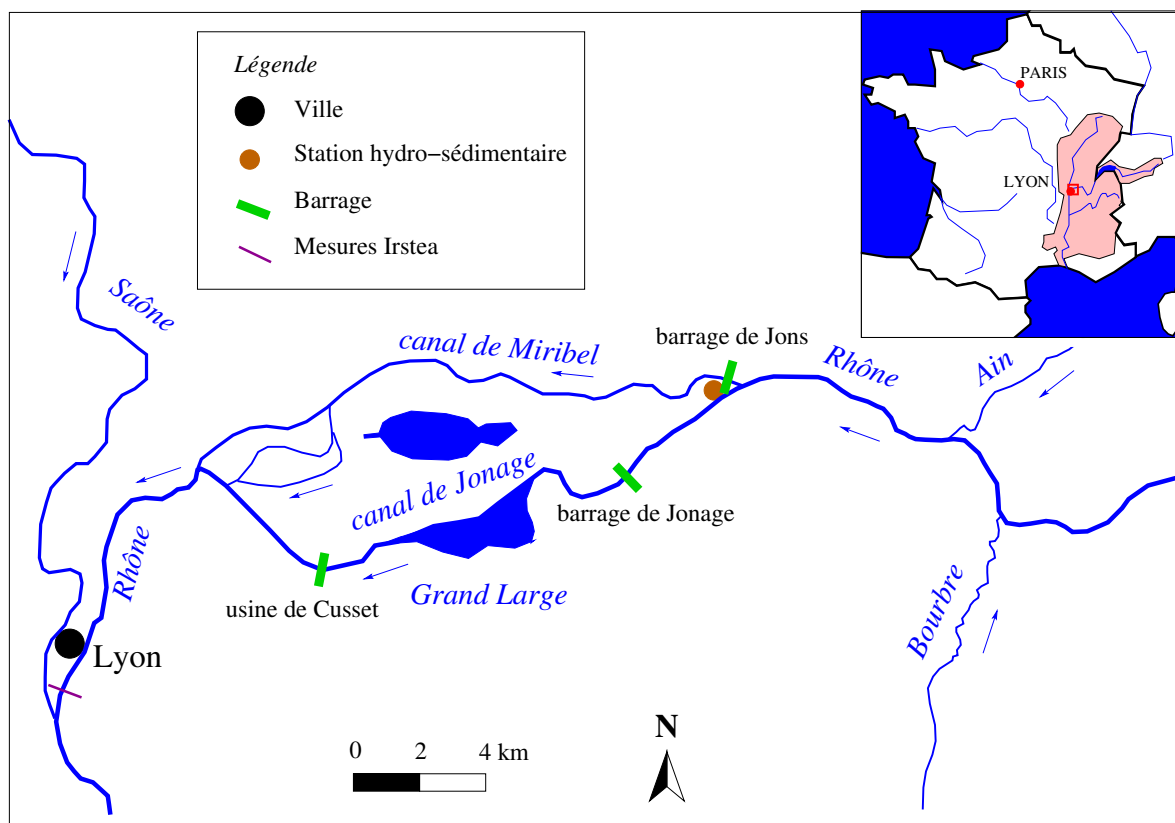 Légende
Ville
Station hydro−sédimentaire
Barrage
Mesures Irstea
PARIS
LYON
Saône
canal de Miribel
barrage de Jons
Rhône
Ain
canal de Jonage
barrage de Jonage
Rhône
usine de Cusset
Grand Large
Bourbre
Lyon
N
0 2 4 km